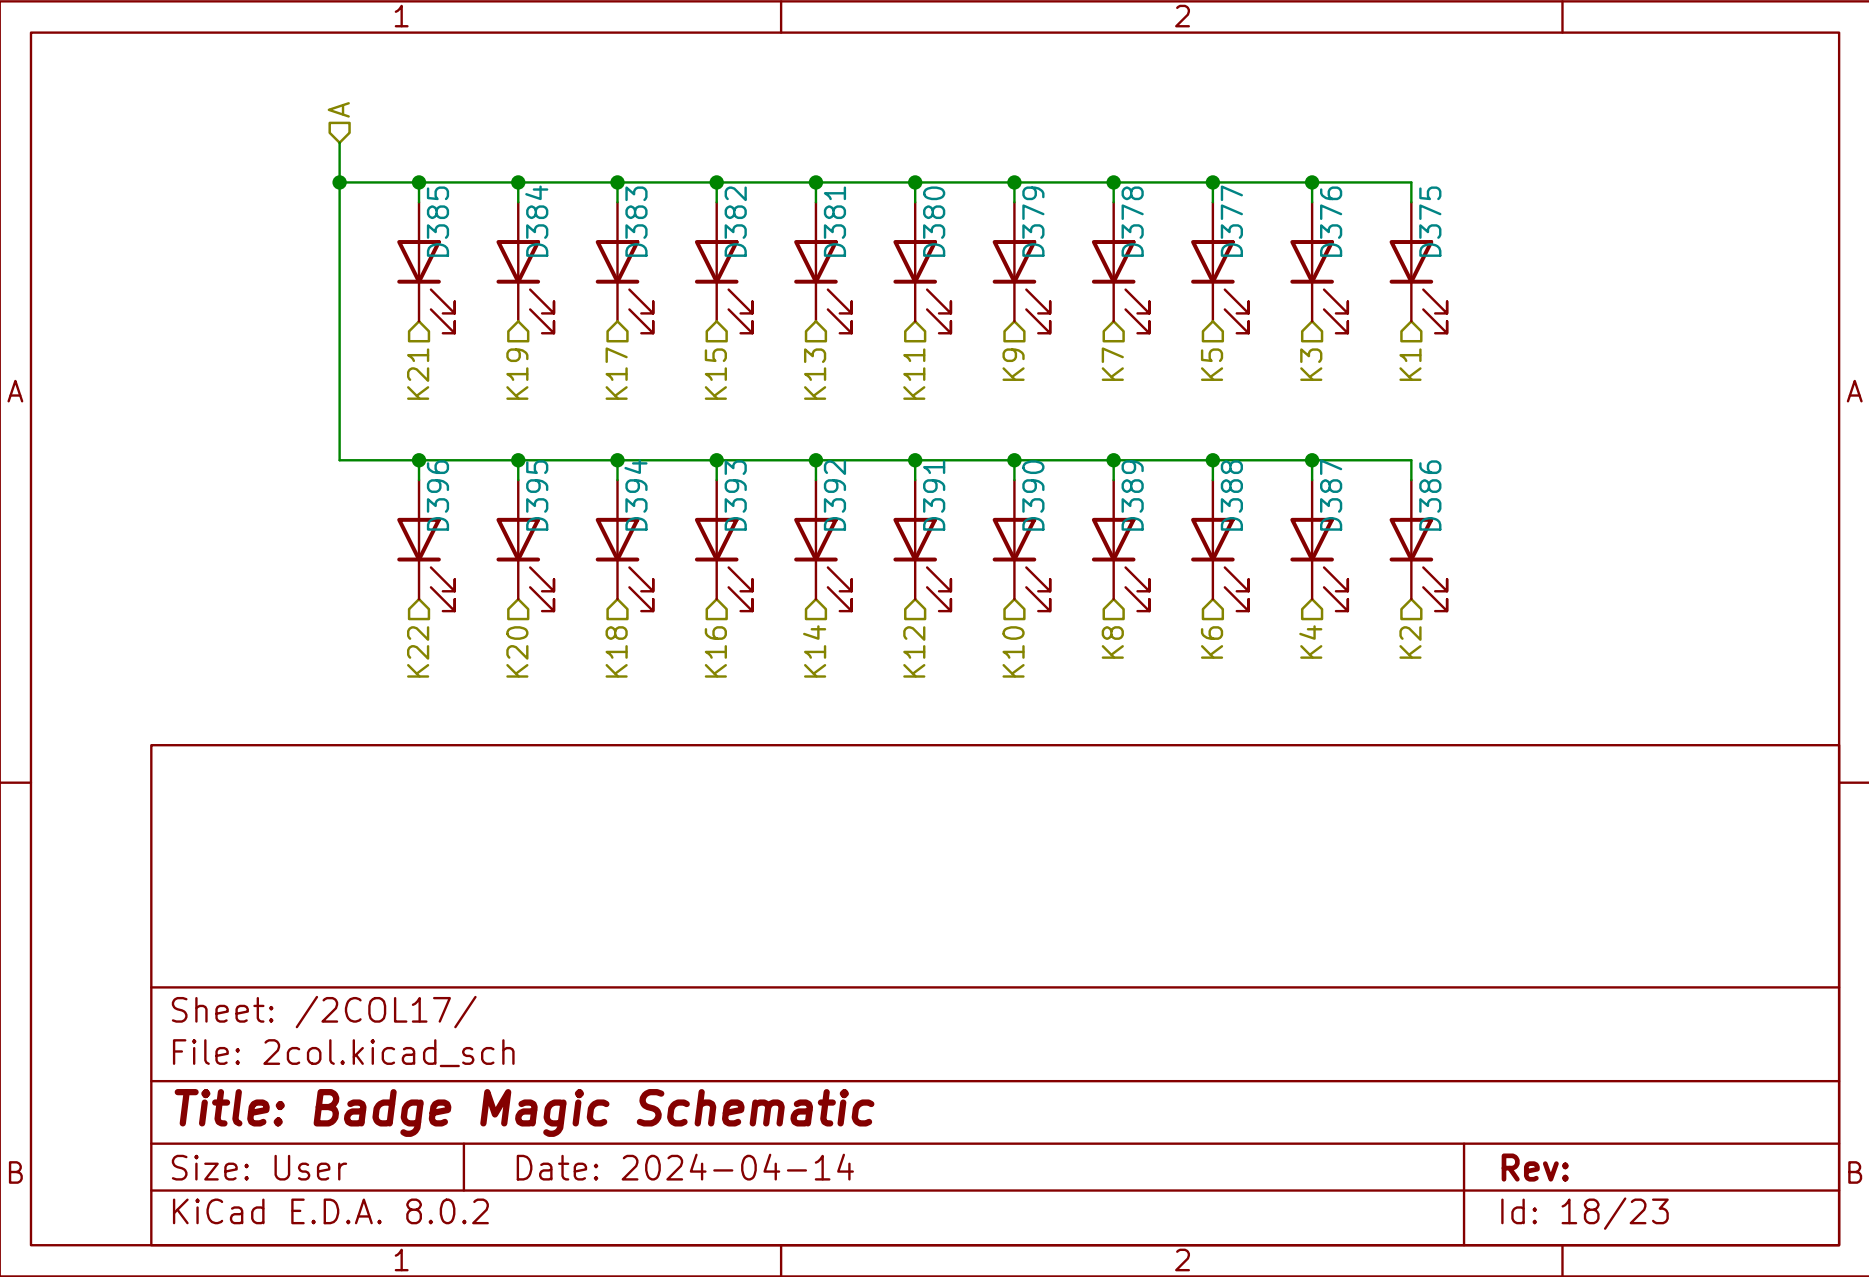 1 2
A
D385 D384 D383 D382 D381 D380 D379 D378 D377 D376 D375
K21 K19 K17 K15 K13 K11 K9 K7 K5 K3 K1
A A
D396 D395 D394 D393 D392 D391 D390 D389 D388 D387 D386
K22 K20 K18 K16 K14 K12 K10 K8 K6 K4 K2
Sheet: /2COL17/
File: 2col.kicad_sch
Title: Badge Magic Schematic
Size: User Date: 2024-04-14 Rev:
B B
KiCad E.D.A. 8.0.2 Id: 18/23
1 2